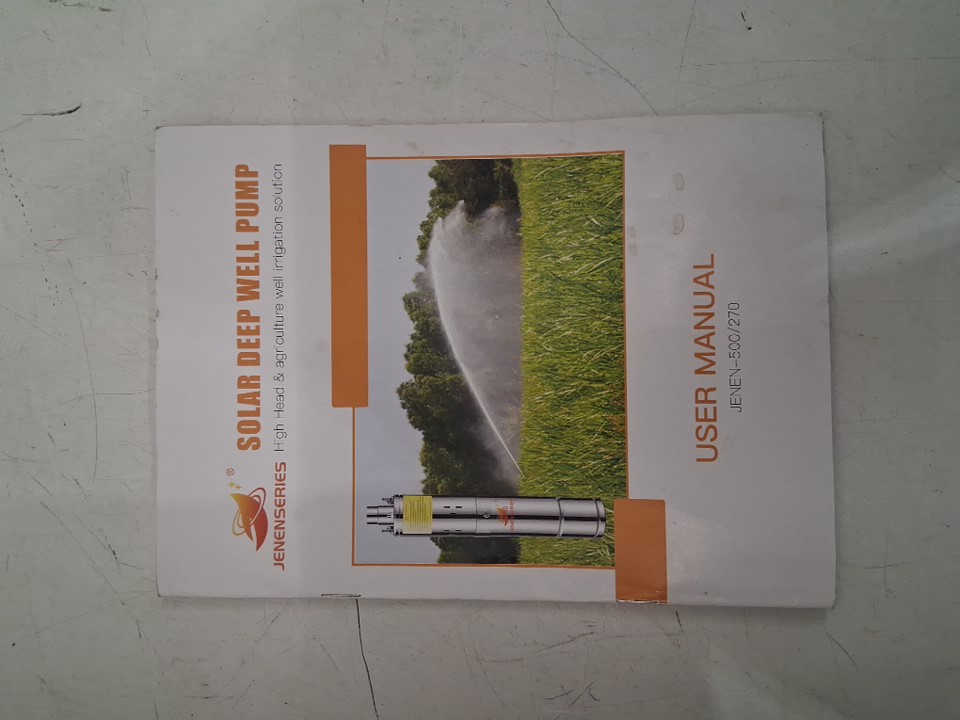 JENENSERIES
®
SOLAR DEEP WELL PUMP
High Head & agriculture well irrigation solution
USER MANUAL
JENEN-500/270